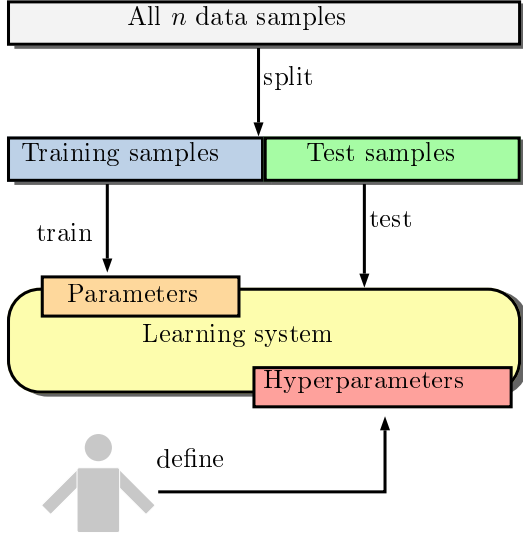 All n data samples
split
Training samples
Test samples
train
test
Parameters
Learning system
Hyperparameters
define